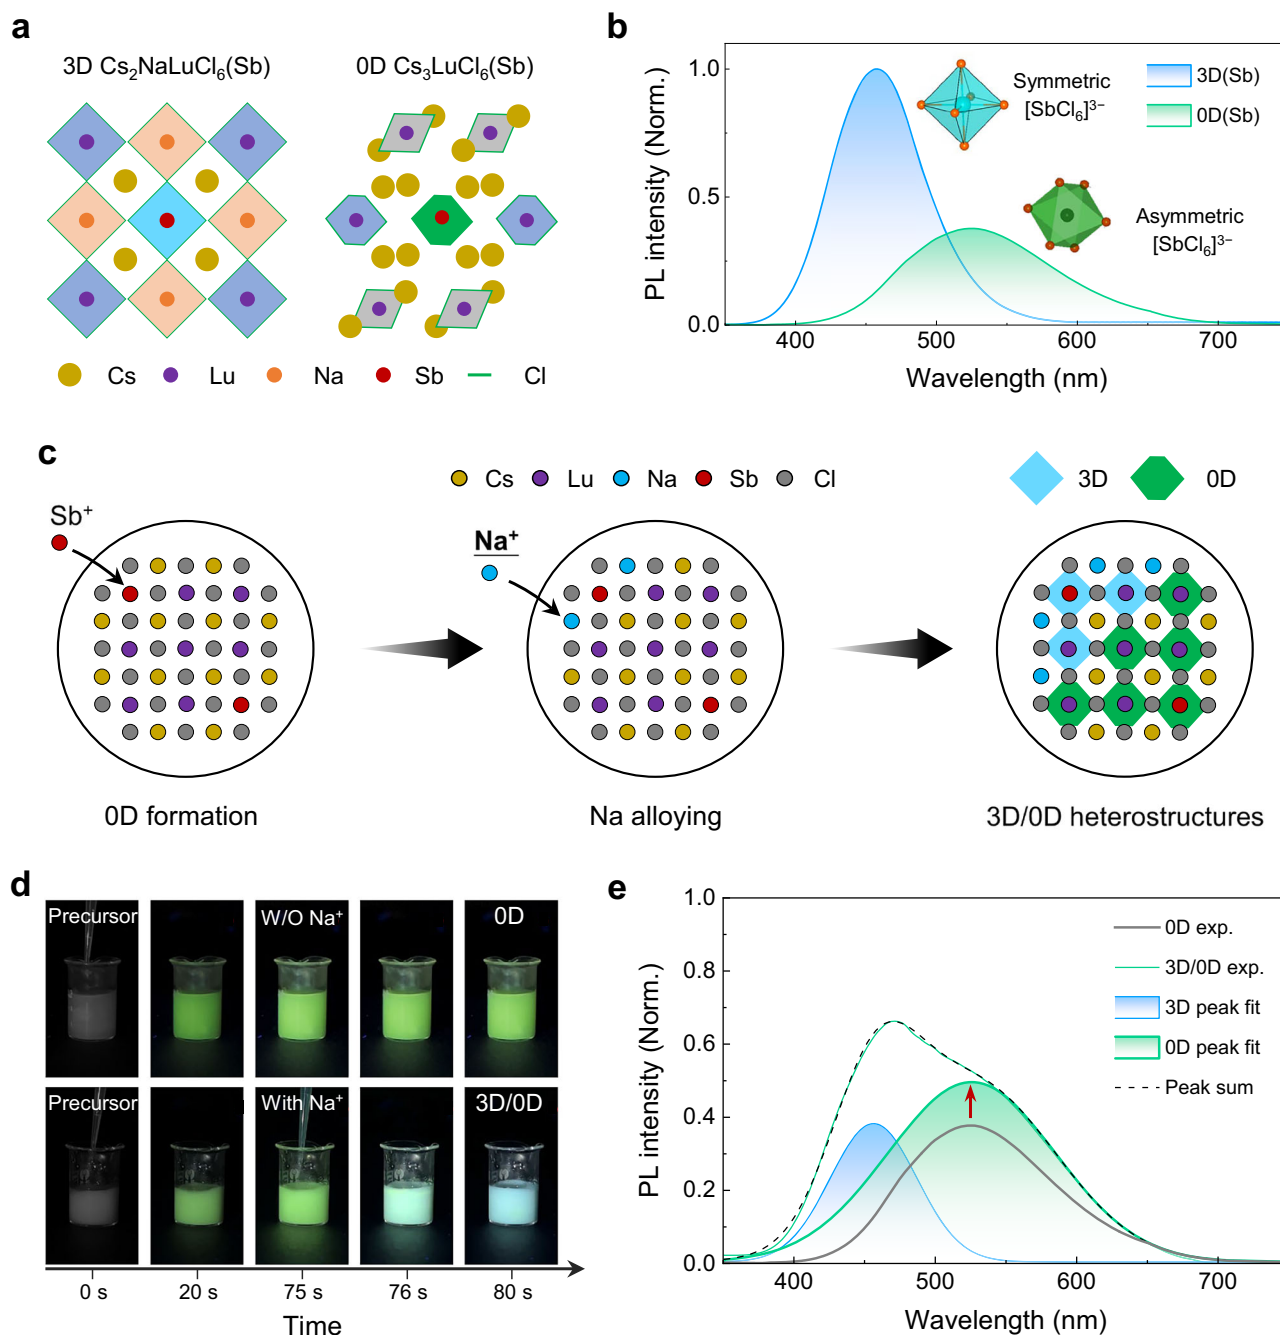 a
3D Cs₂NaLuCl₆(Sb)
0D Cs₃LuCl₆(Sb)
Cs
Lu
Na
Sb
Cl
b
PL intensity (Norm.)
1.0
0.5
0.0
400
500
600
700
Wavelength (nm)
Symmetric
[SbCl₆]³⁻
3D(Sb)
0D(Sb)
Asymmetric
[SbCl₆]³⁻
c
Cs
Lu
Na
Sb
Cl
3D
0D
Sb⁺
Na⁺
0D formation
Na alloying
3D/0D heterostructures
d
Precursor
W/O Na⁺
0D
Precursor
With Na⁺
3D/0D
0 s
20 s
75 s
76 s
80 s
Time
e
PL intensity (Norm.)
1.0
0.8
0.6
0.4
0.2
0.0
400
500
600
700
Wavelength (nm)
0D exp.
3D/0D exp.
3D peak fit
0D peak fit
Peak sum